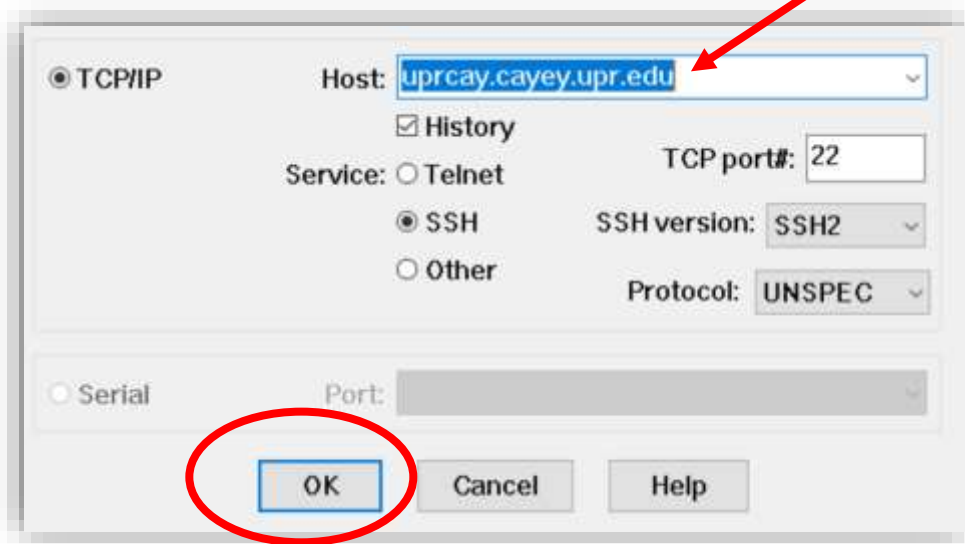 TCP/IP Host: uprcay.cayey.upr.edu
History
TCP port#: 22
Service: Telnet
SSH SSH version: SSH2
Other
Protocol: UNSPEC
Serial Port:
OK Cancel Help